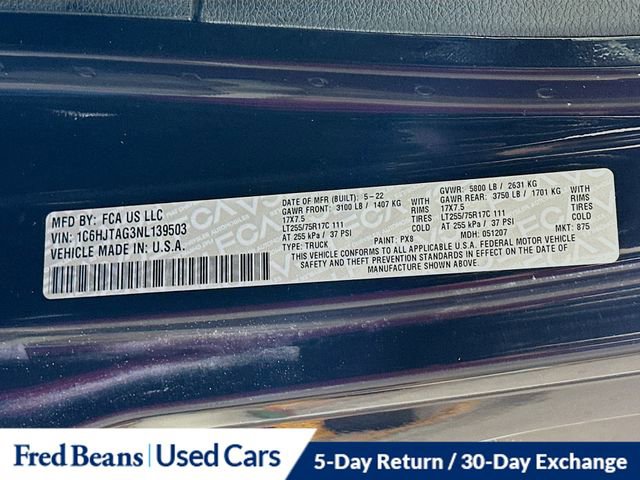 MFD BY: FCA US LLC
VIN: 1C6HJTAG3NL139503
VEHICLE MADE IN: U.S.A.
DATE OF MFR (BUILT): 5-22
GAWR FRONT: 3100 LB / 1407 KG
17X7.5 RIMS
LT255/75R17C 111 TIRES
AT 255 kPa / 37 PSI COLD
TYPE: TRUCK PAINT: PX8
GVWR: 5800 LB / 2631 KG
GAWR REAR: 3750 LB / 1701 KG
17X7.5 RIMS
LT255/75R17C 111 TIRES
AT 255 kPa / 37 PSI COLD
MDH: 051207 MKT: 875
THIS VEHICLE CONFORMS TO ALL APPLICABLE U.S.A. FEDERAL MOTOR VEHICLE
SAFETY AND THEFT PREVENTION STANDARDS IN EFFECT ON THE DATE OF MANUFACTURE SHOWN ABOVE
Fred Beans | Used Cars
5-Day Return / 30-Day Exchange